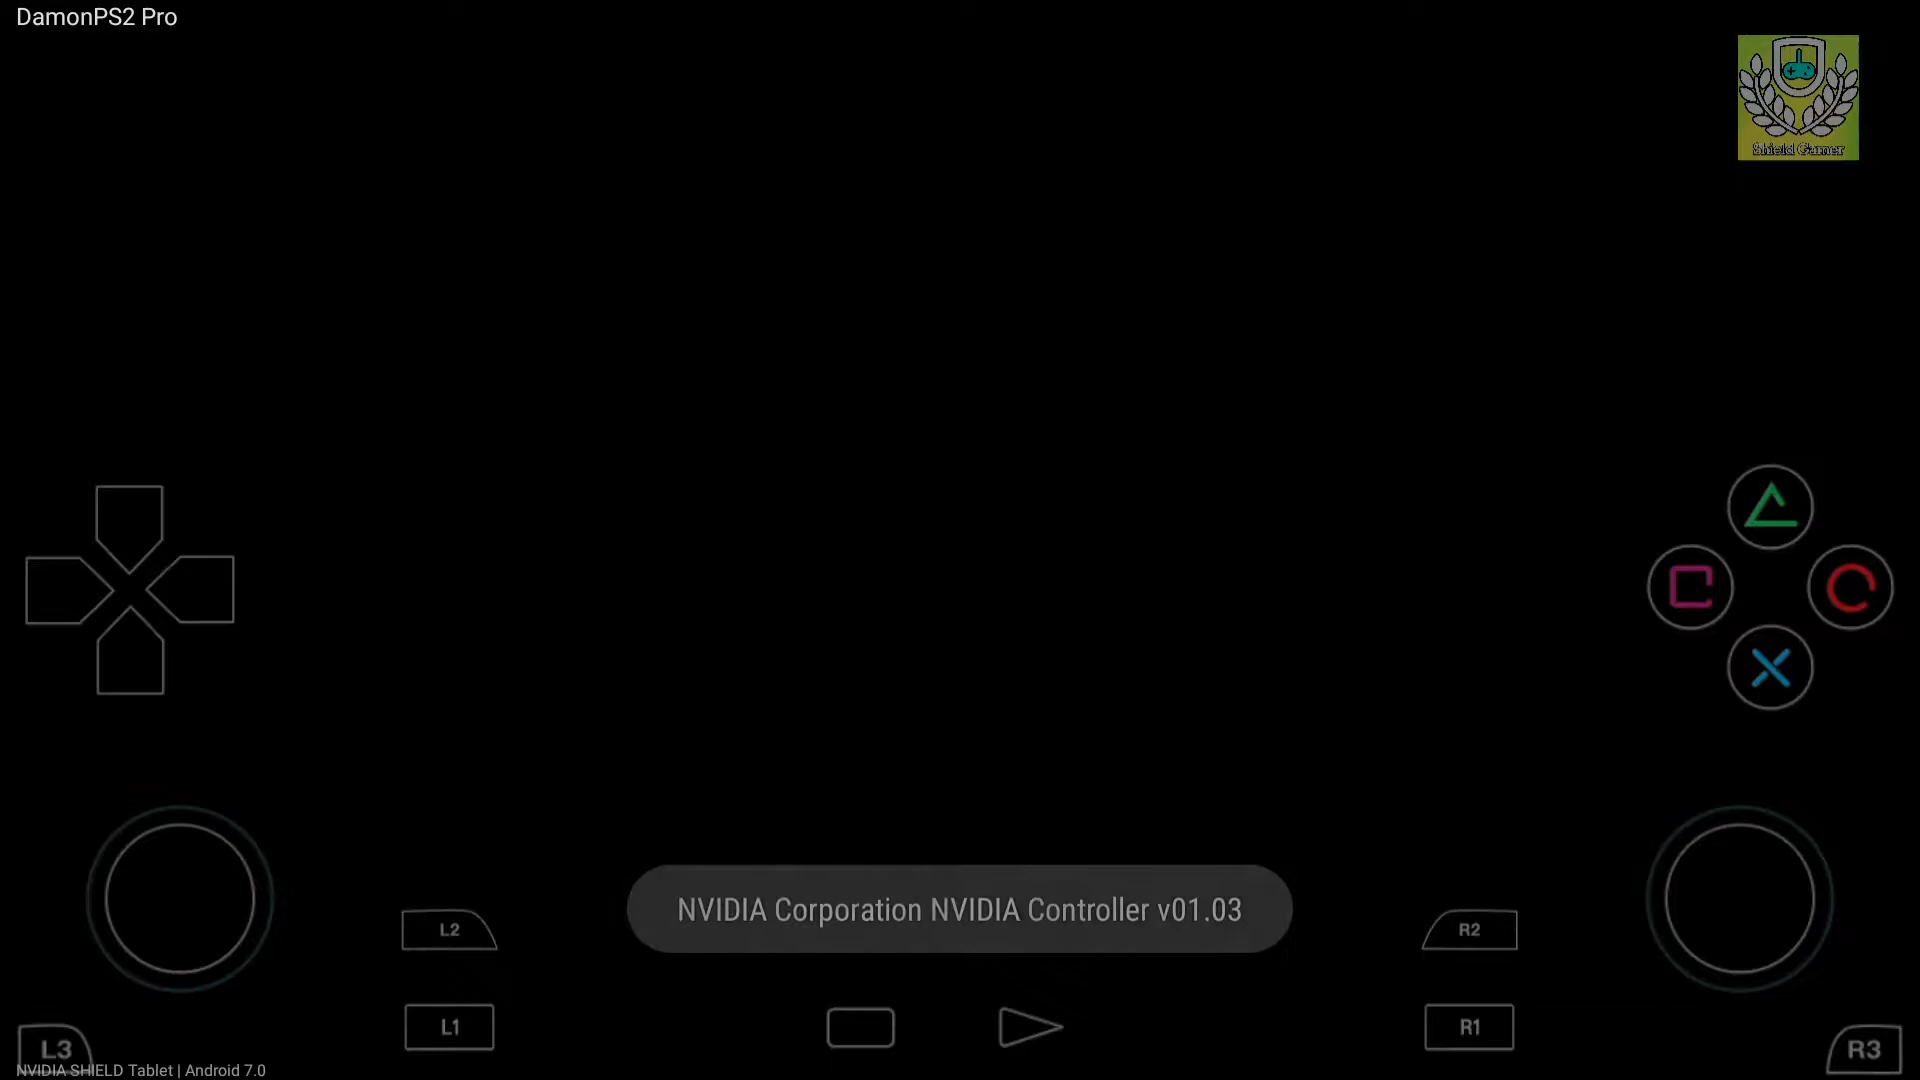 DamonPS2 Pro
Shield Gamer
NVIDIA Corporation NVIDIA Controller v01.03
L2
R2
L1
R1
L3
R3
NVIDIA SHIELD Tablet | Android 7.0